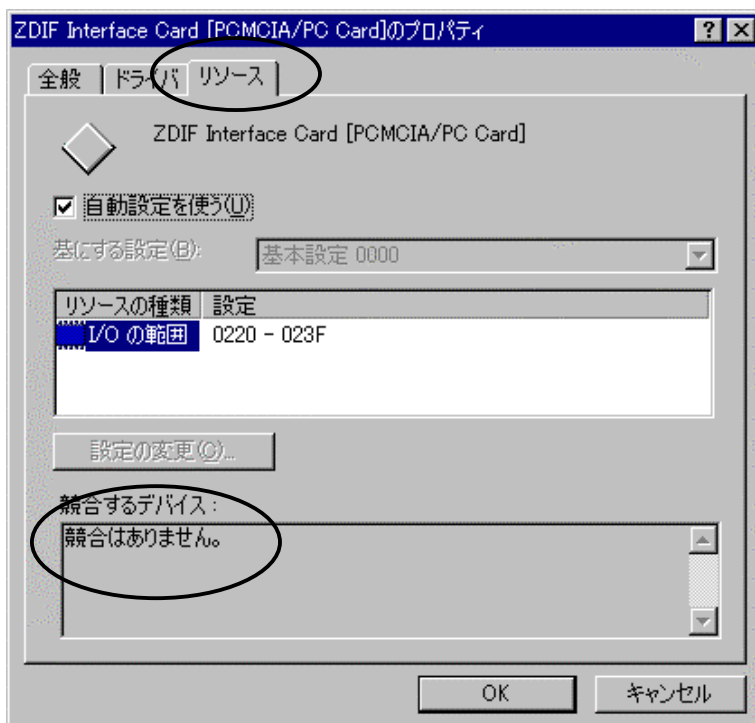 ZDIF Interface Card [PCMCIA/PC Card]のプロパティ
全般 ドライバ リソース
ZDIF Interface Card [PCMCIA/PC Card]
自動設定を使う(U)
基にする設定(B): 基本設定 0000
リソースの種類 設定
I/O の範囲 0220 - 023F
設定の変更(C)...
競合するデバイス:
競合はありません。
OK キャンセル